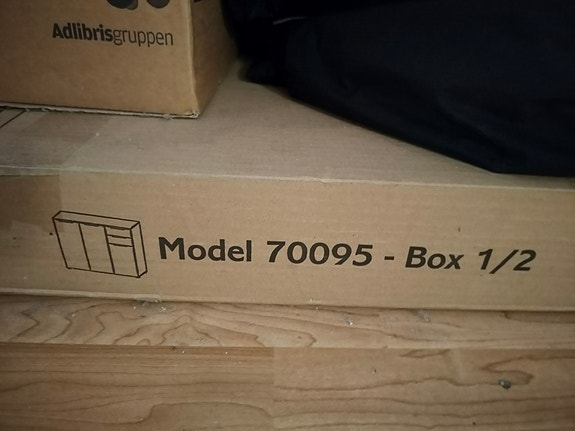 Adlibrisgruppen
Model 70095 - Box 1/2